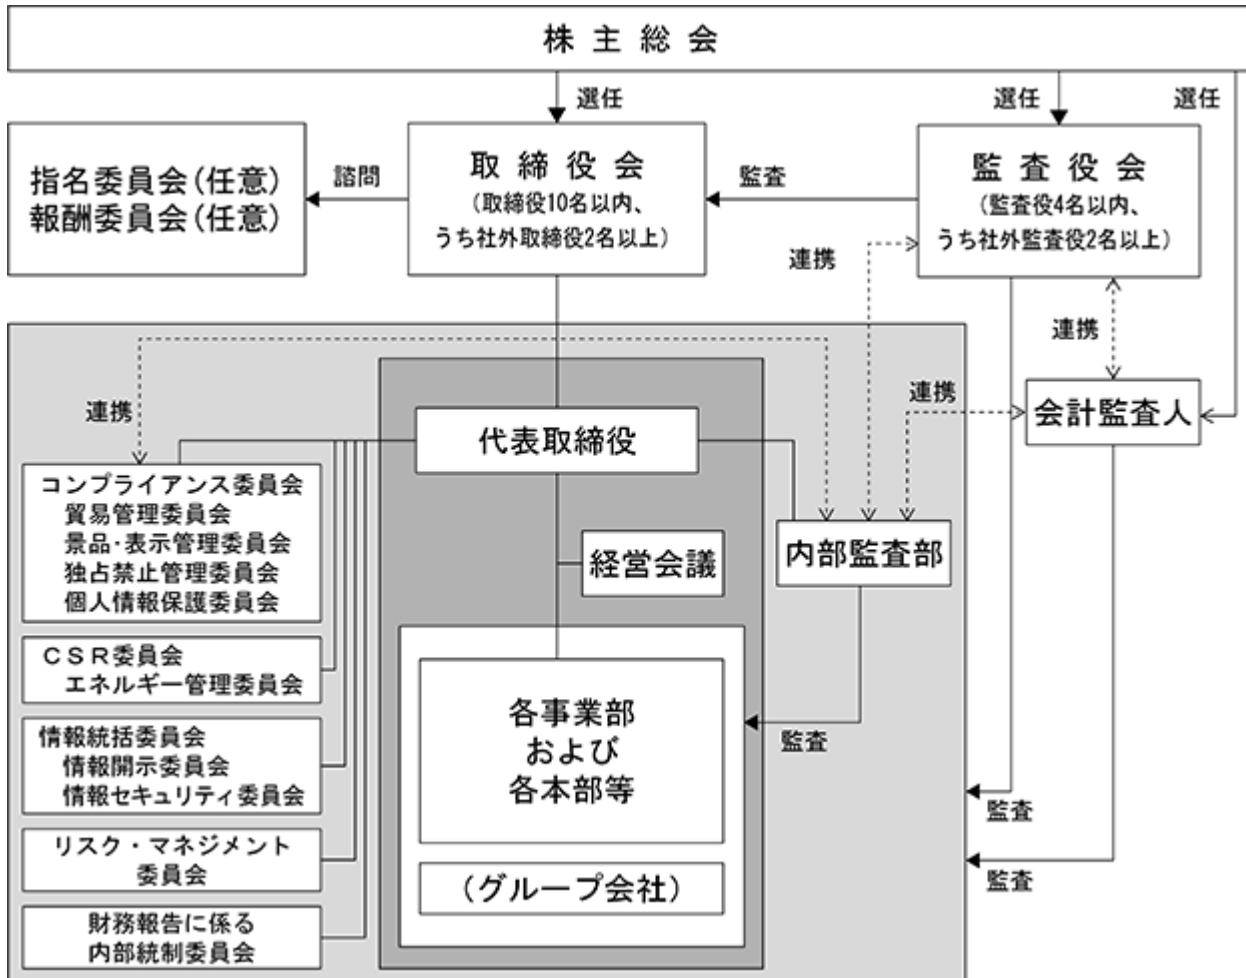 株主総会
選任
選任
選任
指名委員会(任意)
報酬委員会(任意)
諮問
取締役会
(取締役10名以内、
うち社外取締役2名以上)
監査
監査役会
(監査役4名以内、
うち社外監査役2名以上)
連携
連携
連携
連携
代表取締役
会計監査人
コンプライアンス委員会
貿易管理委員会
景品・表示管理委員会
独占禁止管理委員会
個人情報保護委員会
経営会議
内部監査部
CSR委員会
エネルギー管理委員会
各事業部
および
各本部等
監査
情報統括委員会
情報開示委員会
情報セキュリティ委員会
監査
リスク・マネジメント
委員会
監査
(グループ会社)
財務報告に係る
内部統制委員会